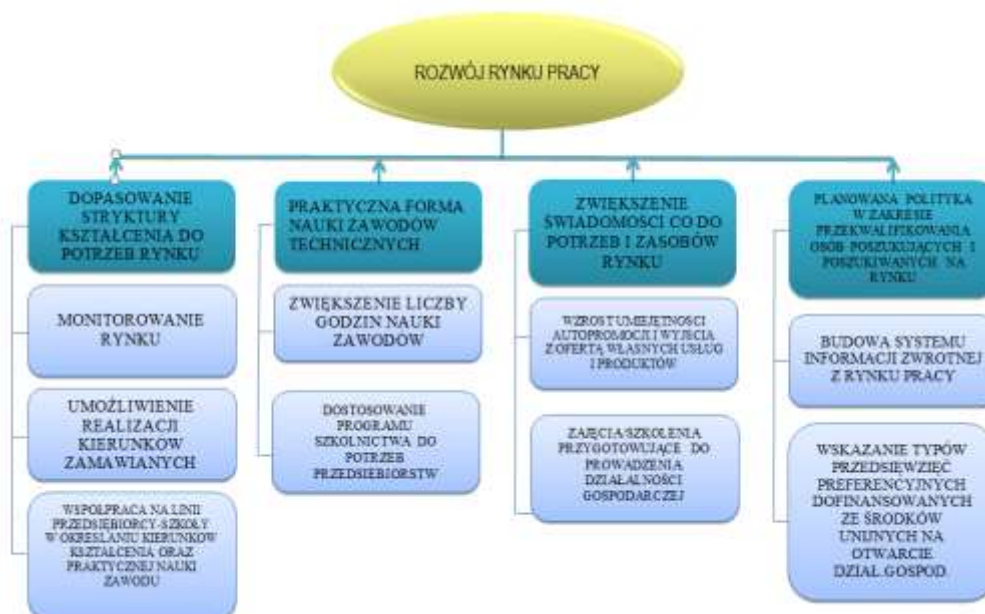 ROZWÓJ RYNKU PRACY
DOPASOWANIE
STRUKTURY
KSZTAŁCENIA DO
POTRZEB RYNKU
MONITOROWANIE
RYNKU
UMOŻLIWIENIE
REALIZACJI
KIERUNKOW
ZAMAWIANYCH
WSPÓŁPRACA NA LINII
PRZEDSIĘBIORCY-SZKOŁY
W OKREŚLANIU KIERUNKOW
KSZTAŁCENIA ORAZ
PRAKTYCZNEJ NAUKI
ZAWODU
PRAKTYCZNA FORMA
NAUKI ZAWODÓW
TECHNICZNYCH
ZWIĘKSZENIE LICZBY
GODZIN NAUKI
ZAWODÓW
DOSTOSOWANIE
PROGRAMU
SZKOLNICTWA DO
POTRZEB
PRZEDSIEBIORSTW
ZWIĘKSZENIE
ŚWIADOMOŚCI CO DO
POTRZEB I ZASOBÓW
RYNKU
WZROST UMIEJĘTNOŚCI
AUTOPROMOCJI I WYJŚCIA
Z OFERTĄ WŁASNYCH USŁUG
I PRODUKTÓW
ZAJĘCIA/SZKOLENIA
PRZYGOTOWUJĄCE DO
PROWADZENIA
DZIAŁALNOŚCI
GOSPODARCZEJ
PLANOWANA POLITYKA
W ZAKRESIE
PRZEKWALIFIKOWANIA
OSÓB POSZUKUJĄCYCH I
POSZUKIWANYCH NA
RYNKU
BUDOWA SYSTEMU
INFORMACJI ZWROTNEJ
Z RYNKU PRACY
WSKAZANIE TYPÓW
PRZEDSIĘWZIĘĆ
PREFERENCYJNYCH
DOFINANSOWANYCH
ZE ŚRODKÓW
UNIJNYCH NA
OTWARCIE
DZIAŁ.GOSPOD.